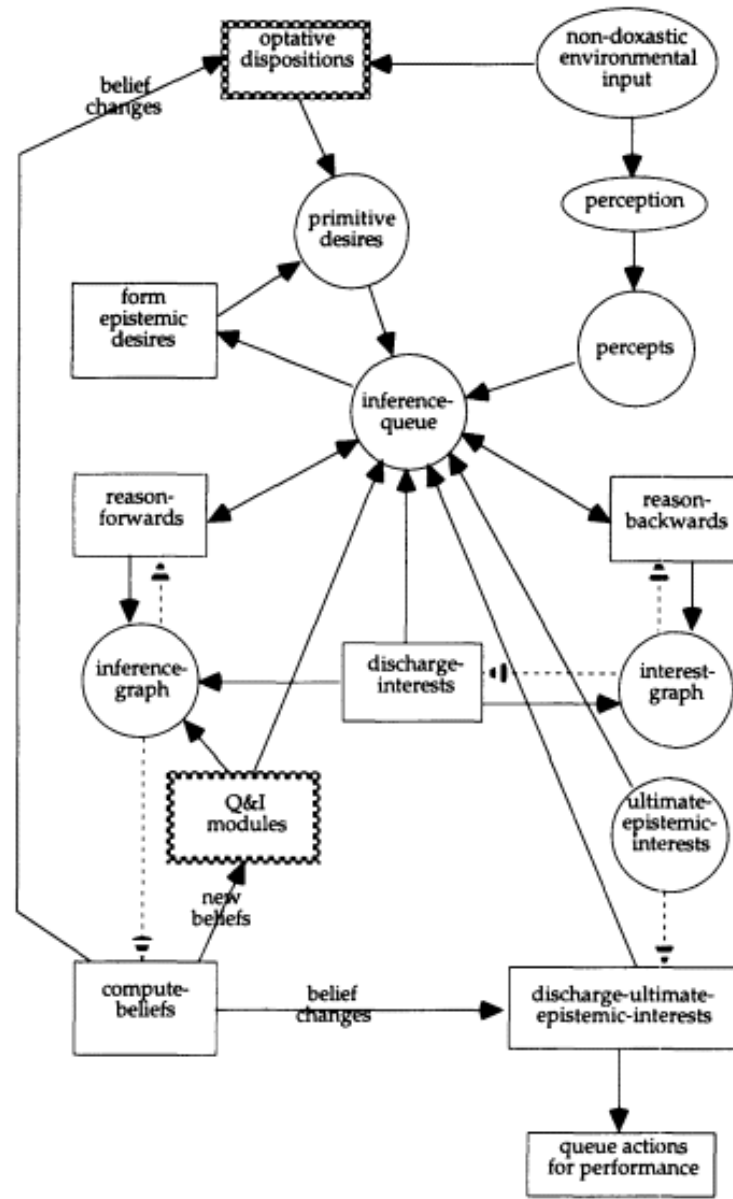 optative
dispositions
non-doxastic
environmental
input
belief
changes
perception
primitive
desires
form
epistemic
desires
percepts
inference-
queue
reason-
forwards
reason-
backwards
inference-
graph
discharge-
interests
interest-
graph
Q&I
modules
ultimate-
epistemic-
interests
new
beliefs
compute-
beliefs
belief
changes
discharge-ultimate-
epistemic-interests
queue actions
for performance